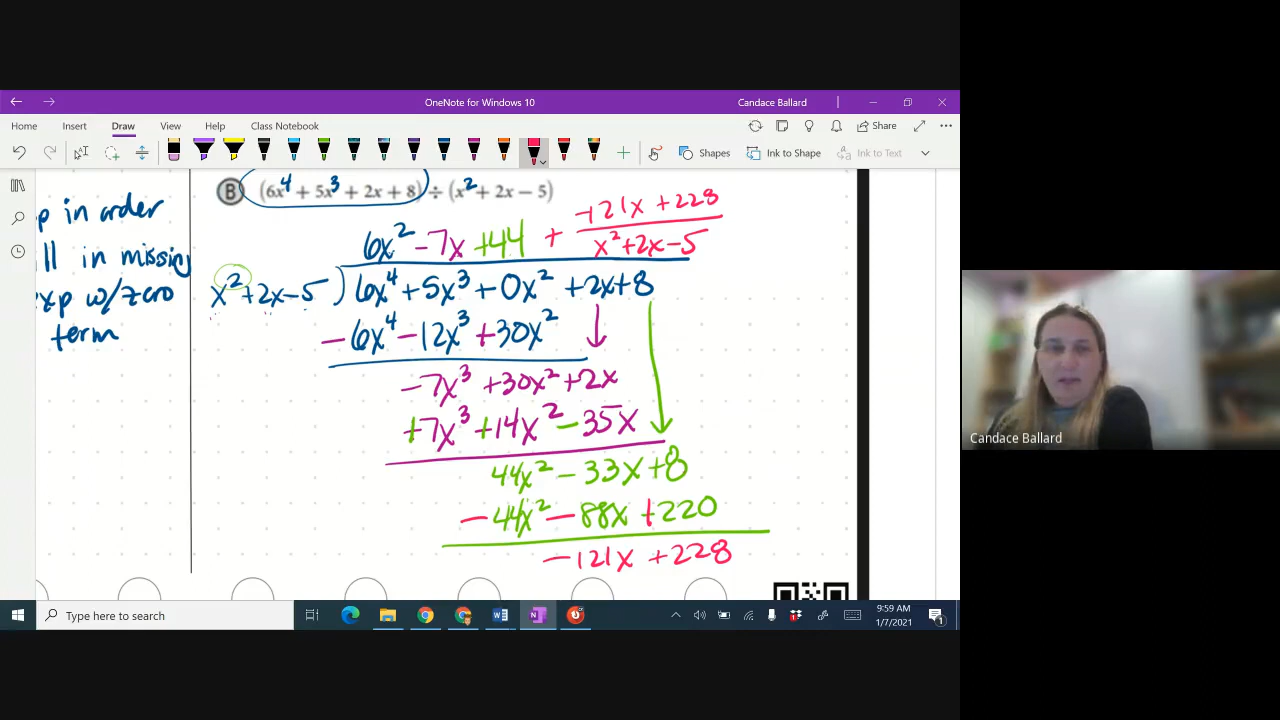 OneNote for Windows 10
Candace Ballard
Home Insert Draw View Help Class Notebook
Share
Shapes
Ink to Shape
Ink to Text
B (6x⁴ + 5x³ + 2x + 8) ÷ (x² + 2x − 5)
p in order
ll in missing
xp w/zero
term
-121x + 228
6x² - 7x + 44 + x² + 2x - 5
x² + 2x - 5 ) 6x⁴ + 5x³ + 0x² + 2x + 8
- 6x⁴ - 12x³ + 30x²
- 7x³ + 30x² + 2x
+ 7x³ + 14x² - 35x
44x² - 33x + 8
- 44x² - 88x + 220
- 121x + 228
Candace Ballard
Type here to search
9:59 AM
1/7/2021